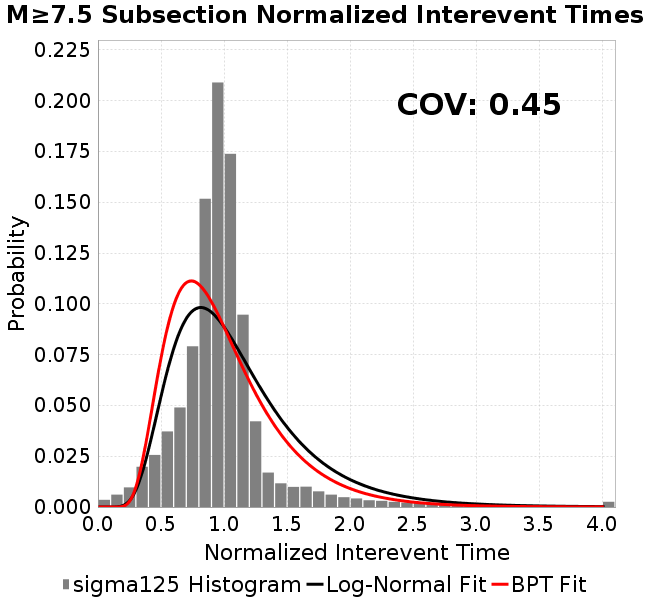 M≥7.5 Subsection Normalized Interevent Times
COV: 0.45
Probability
0.225
0.200
0.175
0.150
0.125
0.100
0.075
0.050
0.025
0.000
0.0 0.5 1.0 1.5 2.0 2.5 3.0 3.5 4.0
Normalized Interevent Time
sigma125 Histogram Log-Normal Fit BPT Fit